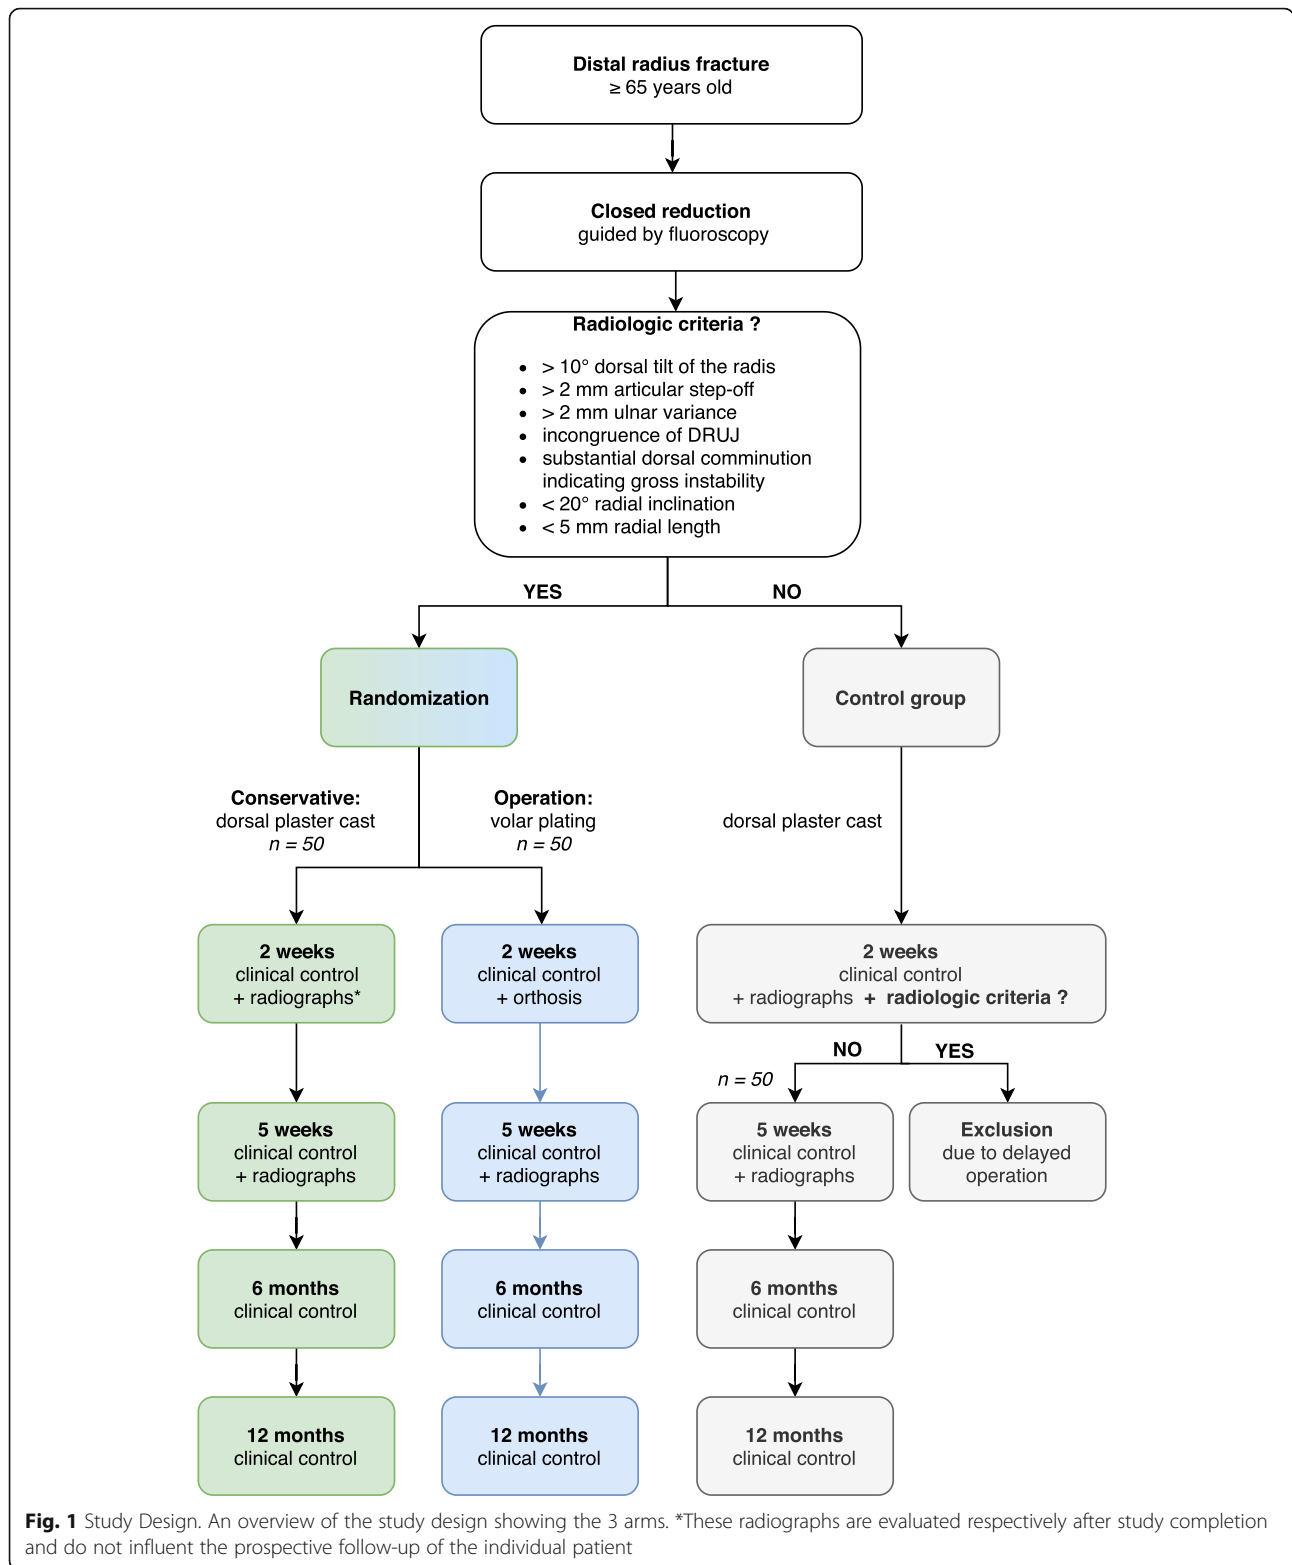 Distal radius fracture
≥ 65 years old
Closed reduction
guided by fluoroscopy
Radiologic criteria ?
• > 10° dorsal tilt of the radis
• > 2 mm articular step-off
• > 2 mm ulnar variance
• incongruence of DRUJ
• substantial dorsal comminution
indicating gross instability
• < 20° radial inclination
• < 5 mm radial length
YES
NO
Randomization
Control group
Conservative:
dorsal plaster cast
n = 50
Operation:
volar plating
n = 50
dorsal plaster cast
2 weeks
clinical control
+ radiographs*
2 weeks
clinical control
+ orthosis
2 weeks
clinical control
+ radiographs + radiologic criteria ?
NO
YES
n = 50
5 weeks
clinical control
+ radiographs
5 weeks
clinical control
+ radiographs
5 weeks
clinical control
+ radiographs
Exclusion
due to delayed
operation
6 months
clinical control
6 months
clinical control
6 months
clinical control
12 months
clinical control
12 months
clinical control
12 months
clinical control
Fig. 1 Study Design. An overview of the study design showing the 3 arms. *These radiographs are evaluated respectively after study completion
and do not influent the prospective follow-up of the individual patient